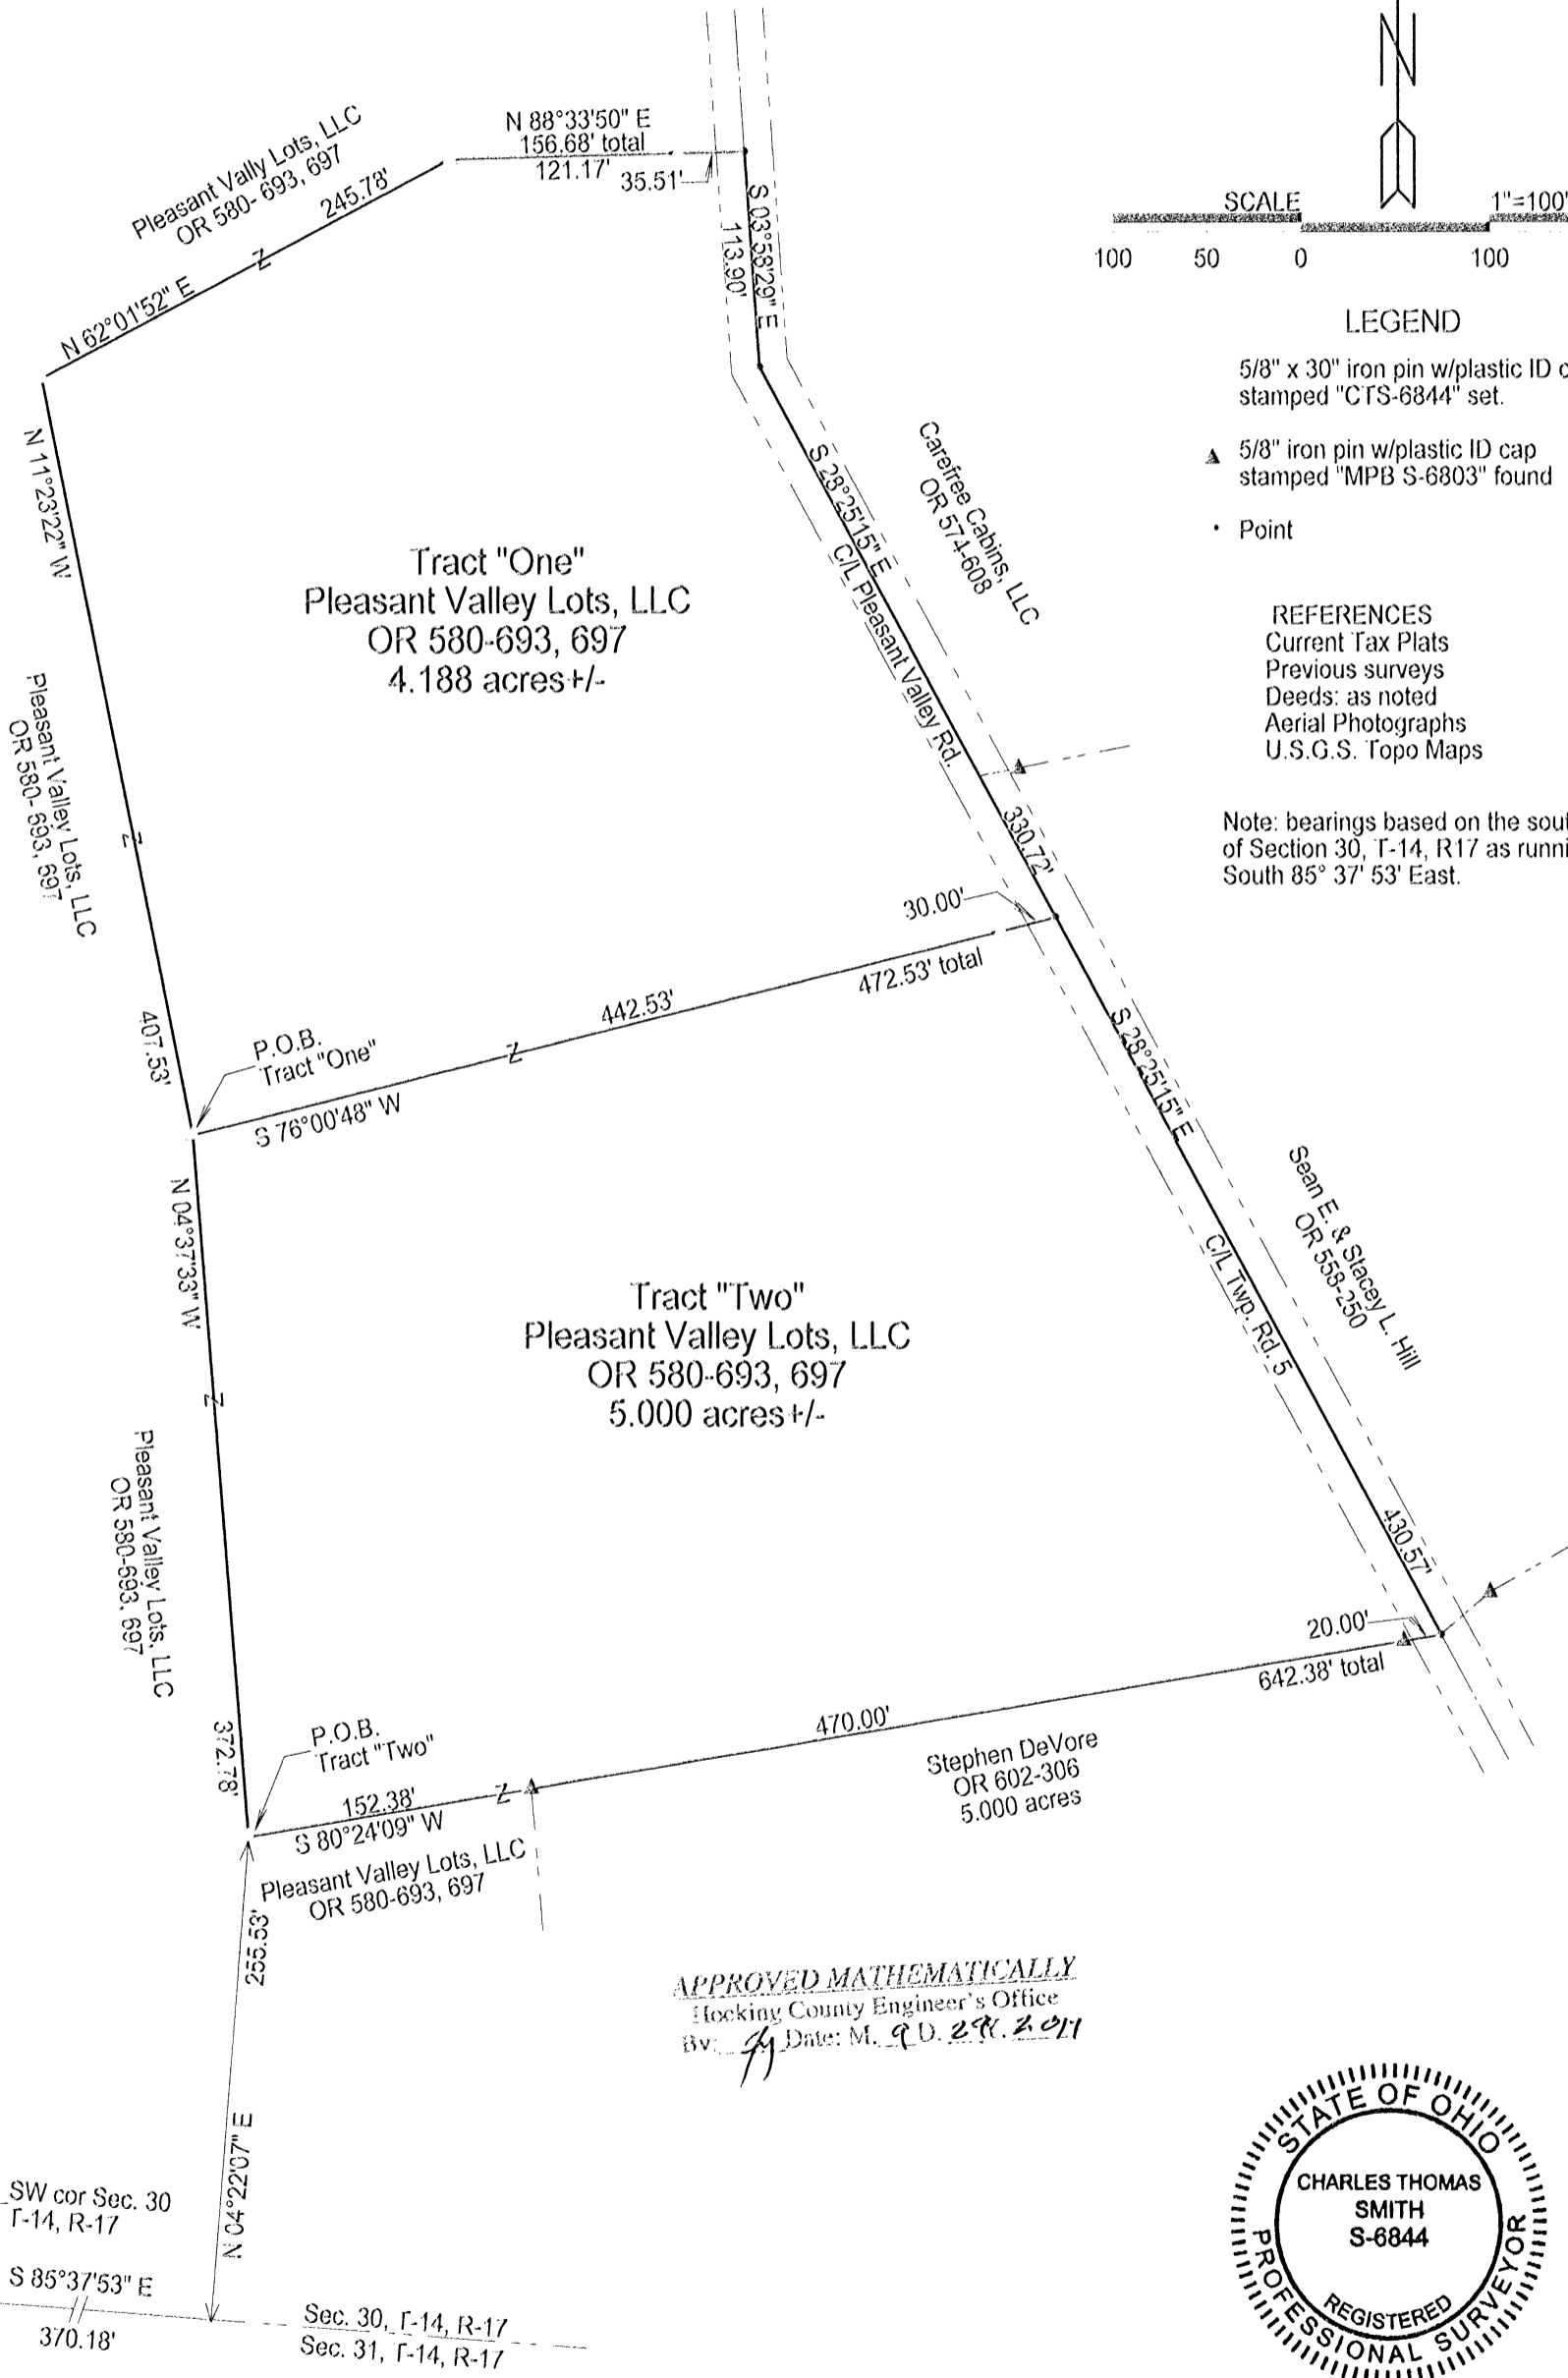 N
N 88°33'50" E
156.68' total
121.17'
35.51'
Pleasant Vally Lots, LLC
OR 580- 693, 697
245.78'
N 62°01'52" E
S 03°58'29" E
113.90'
SCALE 1"=100'
100 50 0 100
LEGEND
5/8" x 30" iron pin w/plastic ID c
stamped "CTS-6844" set.
5/8" iron pin w/plastic ID cap
stamped "MPB S-6803" found
Point
N 11°23'22" W
S 28°25'15" E
Carefree Cabins, LLC
OR 574-608
C/L Pleasant Valley Rd.
Tract "One"
Pleasant Valley Lots, LLC
OR 580-693, 697
4.188 acres+/-
REFERENCES
Current Tax Plats
Previous surveys
Deeds: as noted
Aerial Photographs
U.S.G.S. Topo Maps
Pleasant Valley Lots, LLC
OR 580- 693, 697
Z
Z
330.72'
Note: bearings based on the sout
of Section 30, T-14, R17 as runni
South 85° 37' 53' East.
30.00'
472.53' total
442.53'
407.53'
P.O.B.
Tract "One"
Z
S 76°00'48" W
S 28°25'15" E
N 04°37'33" W
Sean E. & Stacey L. Hill
OR 558-250
C/L Twp. Rd. 5
Tract "Two"
Pleasant Valley Lots, LLC
OR 580-693, 697
5.000 acres+/-
Z
Pleasant Valley Lots, LLC
OR 580-693, 697
430.57'
20.00'
642.38' total
470.00'
372.78'
P.O.B.
Tract "Two"
152.38'
Z
S 80°24'09" W
Stephen DeVore
OR 602-306
5.000 acres
Pleasant Valley Lots, LLC
OR 580-693, 697
255.53'
APPROVED MATHEMATICALLY
Hocking County Engineer's Office
By: Date: M. 9 D.
N 04°22'07" E
SW cor Sec. 30
T-14, R-17
S 85°37'53" E
370.18'
Sec. 30, T-14, R-17
Sec. 31, T-14, R-17
STATE OF OHIO
CHARLES THOMAS
SMITH
S-6844
REGISTERED
PROFESSIONAL SURVEYOR